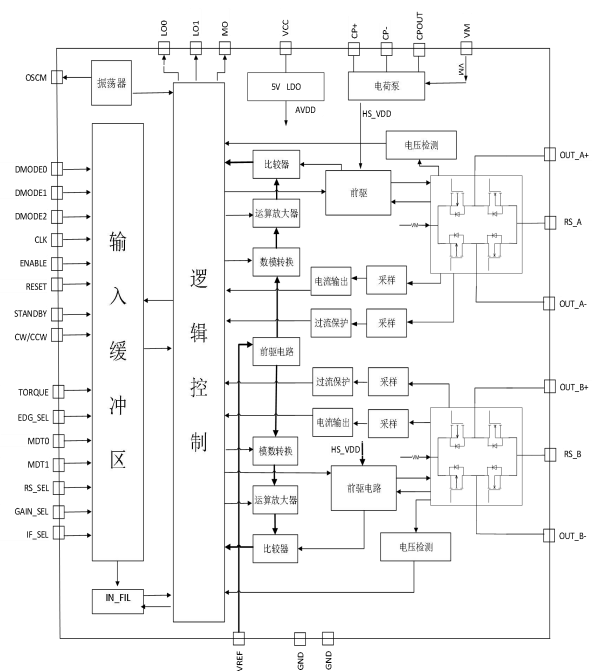 LO0
LO1
MO
VCC
CP+
CP-
CPOUT
VM
OSCM
振荡器
5V LDO
电荷泵
VM
AVDD
HS_VDD
电压检测
比较器
DMODE0
OUT_A+
DMODE1
前驱
DMODE2
运算放大器
RS_A
VM
CLK
输入缓冲区
逻辑控制
ENABLE
数模转换
RESET
电流输出
采样
OUT_A-
STANDBY
过流保护
采样
CW/CCW
前驱电路
TORQUE
过流保护
采样
OUT_B+
EDG_SEL
电流输出
采样
MDT0
模数转换
HS_VDD
RS_B
VM
MDT1
RS_SEL
前驱电路
运算放大器
GAIN_SEL
IF_SEL
OUT_B-
比较器
电压检测
IN_FIL
VREF
GND
GND